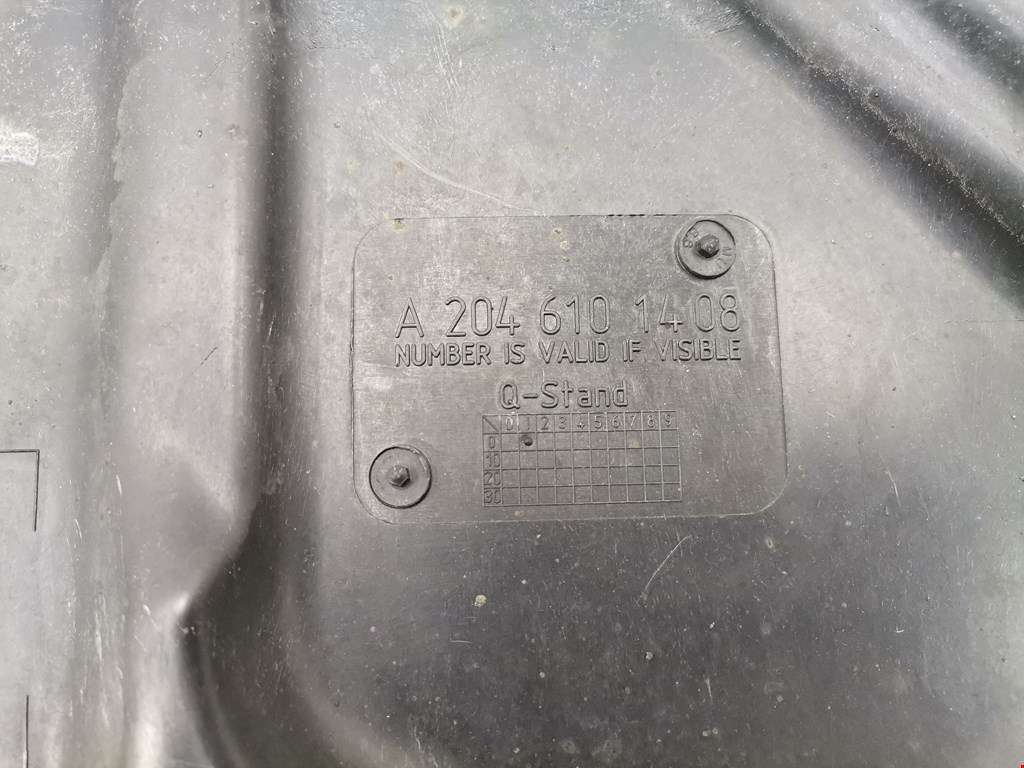 A 204 610 14 08
NUMBER IS VALID IF VISIBLE
Q-Stand
0 1 2 3 4 5 6 7 8 9
0
10
20
30